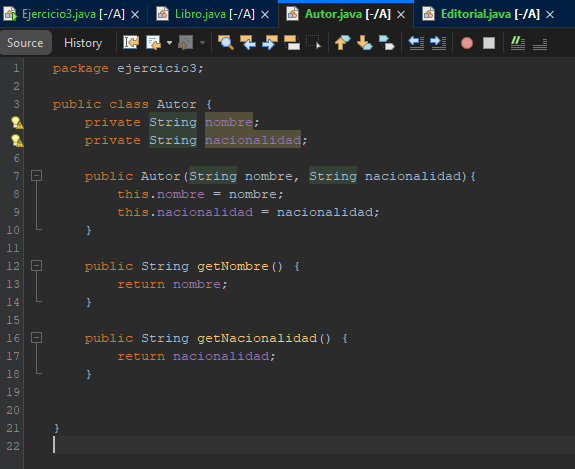 Ejercicio3.java [-/A] Libro.java [-/A] Autor.java [-/A] Editorial.java [-/A]
Source History
1 package ejercicio3;
2
3 public class Autor {
private String nombre;
private String nacionalidad;
6
7 public Autor(String nombre, String nacionalidad){
8 this.nombre = nombre;
9 this.nacionalidad = nacionalidad;
10 }
11
12 public String getNombre() {
13 return nombre;
14 }
15
16 public String getNacionalidad() {
17 return nacionalidad;
18 }
19
20
21 }
22